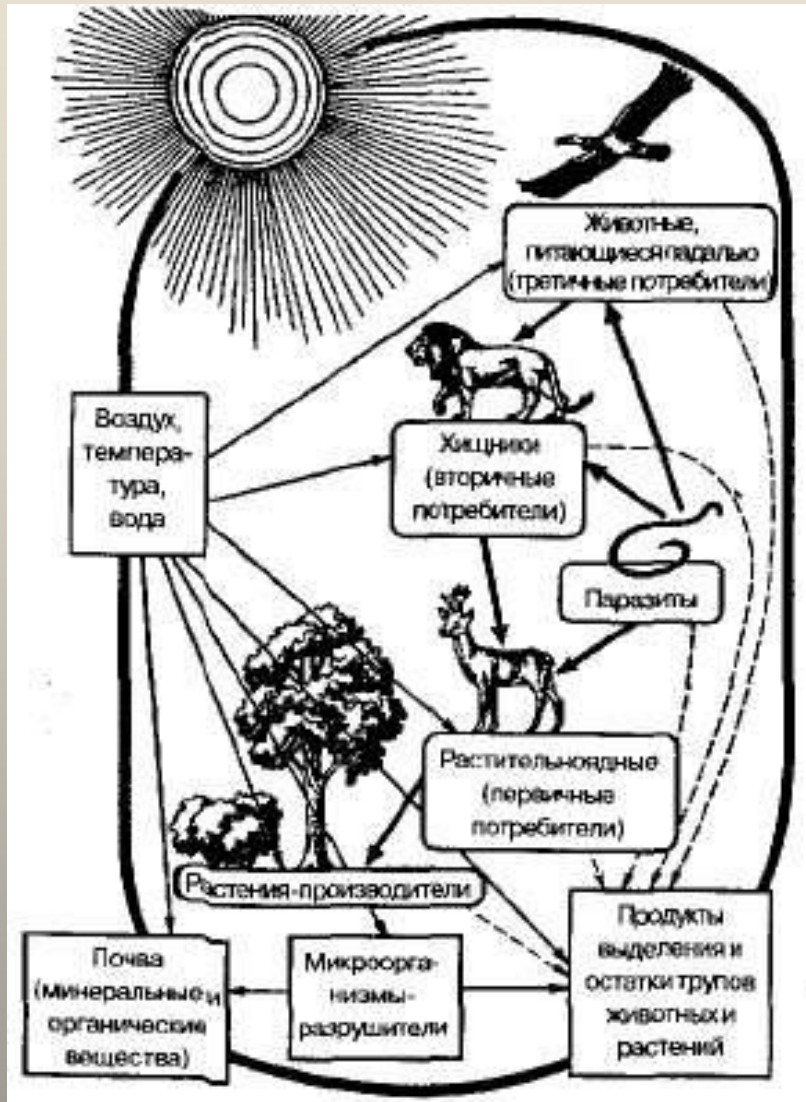 Животные,
питающиеся падалью
(третичные потребители)
Воздух,
темпера-
тура,
вода
Хищники
(вторичные
потребители)
Паразиты
Растительноядные
(первичные
потребители)
Растения-производители
Почва
(минеральные и
органические
вещества)
Микроорга-
низмы-
разрушители
Продукты
выделения и
остатки трупов
животных и
растений